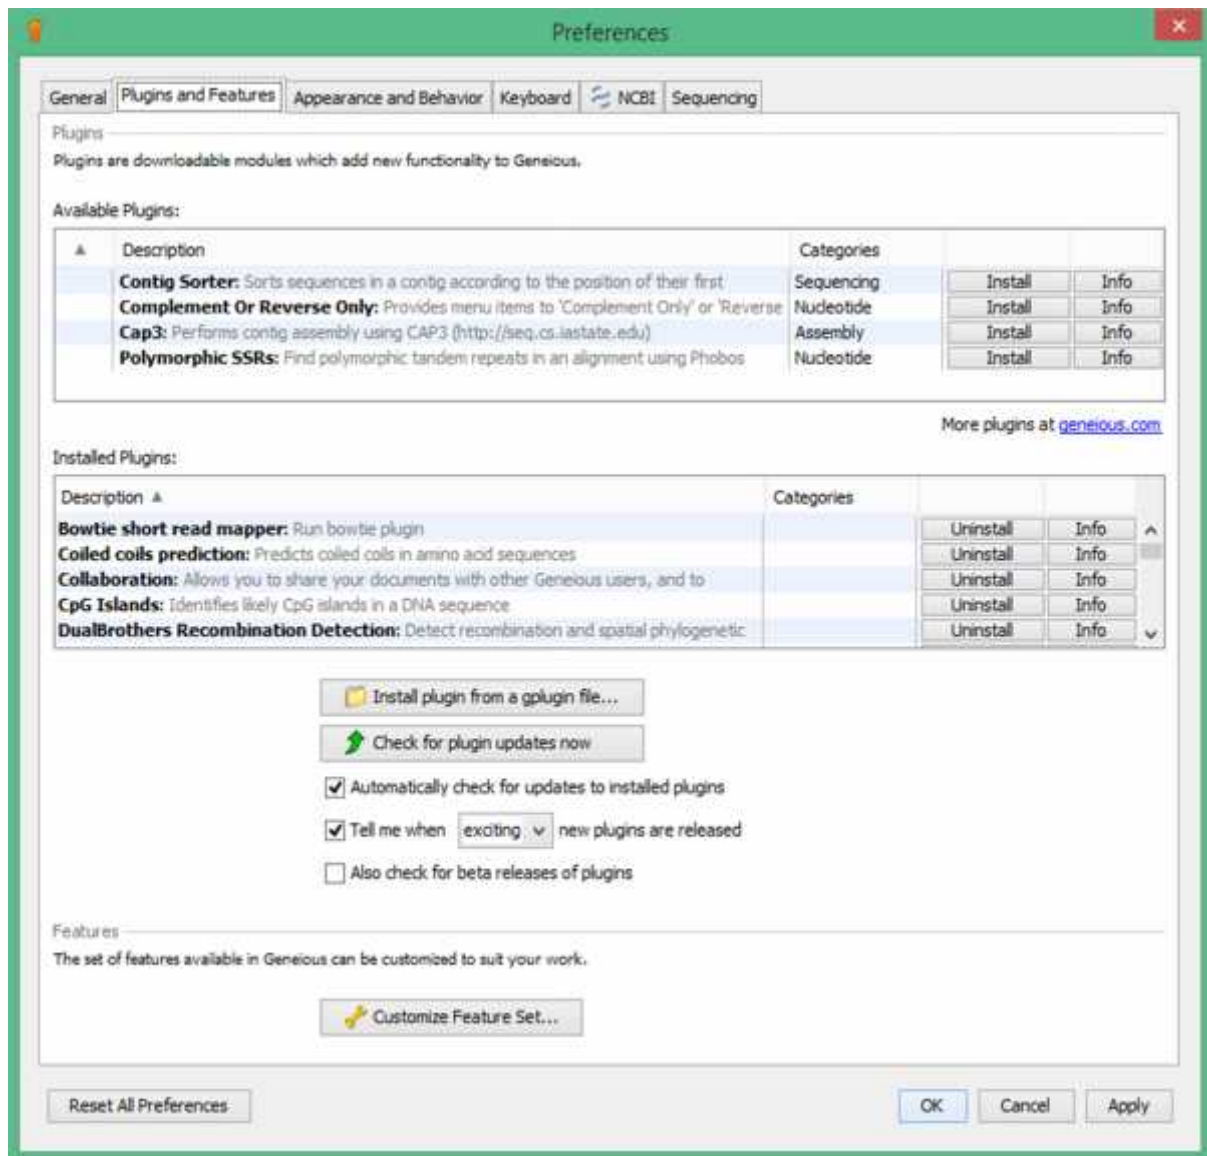 Preferences
General Plugins and Features Appearance and Behavior Keyboard NCBI Sequencing
Plugins
Plugins are downloadable modules which add new functionality to Geneious.
Available Plugins:
Description Categories
Contig Sorter: Sorts sequences in a contig according to the position of their first Sequencing Install Info
Complement Or Reverse Only: Provides menu items to 'Complement Only' or 'Reverse Nucleotide Install Info
Cap3: Performs contig assembly using CAP3 (http://seq.cs.iastate.edu) Assembly Install Info
Polymorphic SSRs: Find polymorphic tandem repeats in an alignment using Phobos Nucleotide Install Info
More plugins at geneious.com
Installed Plugins:
Description Categories
Bowtie short read mapper: Run bowtie plugin Uninstall Info
Coiled coils prediction: Predicts coiled coils in amino acid sequences Uninstall Info
Collaboration: Allows you to share your documents with other Geneious users, and to Uninstall Info
CpG Islands: Identifies likely CpG islands in a DNA sequence Uninstall Info
DualBrothers Recombination Detection: Detect recombination and spatial phylogenetic Uninstall Info
Install plugin from a gplugin file...
Check for plugin updates now
Automatically check for updates to installed plugins
Tell me when exciting new plugins are released
Also check for beta releases of plugins
Features
The set of features available in Geneious can be customized to suit your work.
Customize Feature Set...
Reset All Preferences OK Cancel Apply